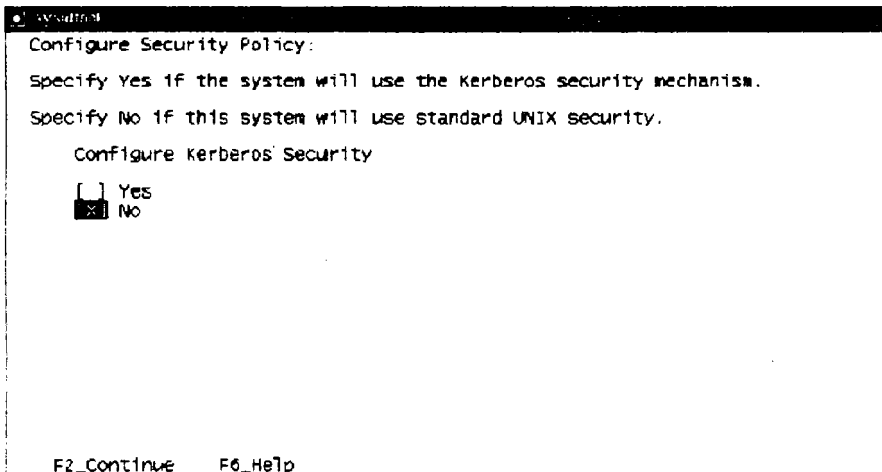 Configure Security Policy:
Specify Yes if the system will use the Kerberos security mechanism.
Specify No if this system will use standard UNIX security.
Configure Kerberos Security
[ ] Yes
[X] No
F2_Continue F6_Help